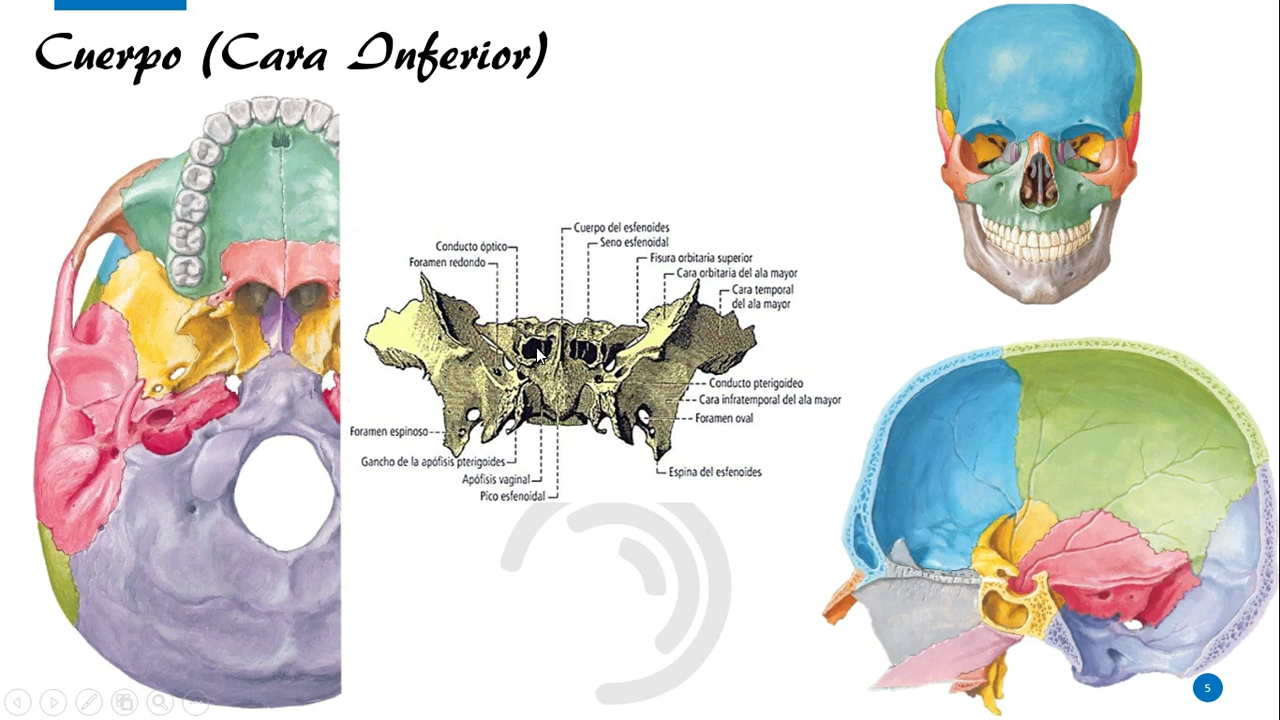 Cuerpo (Cara Inferior)
Cuerpo del esfenoides
Conducto óptico
Seno esfenoidal
Foramen redondo
Fisura orbitaria superior
Cara orbitaria del ala mayor
Cara temporal
del ala mayor
Conducto pterigoideo
Cara infratemporal del ala mayor
Foramen oval
Foramen espinoso
Gancho de la apófisis pterigoides
Espina del esfenoides
Apófisis vaginal
Pico esfenoidal
5